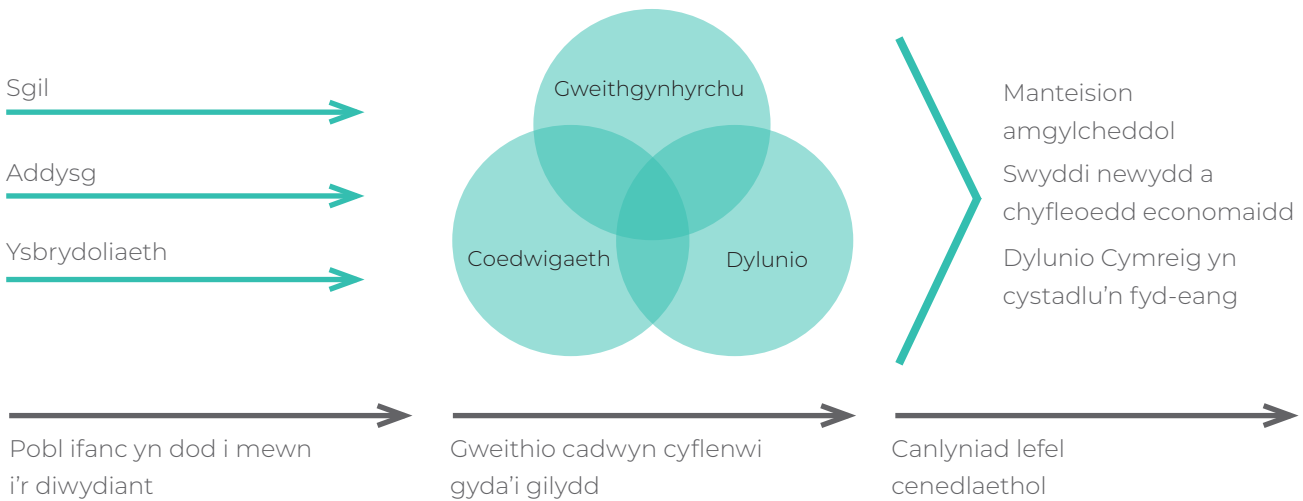 Sgil
Addysg
Ysbrydoliaeth
Gweithgynhyrchu
Coedwigaeth
Dylunio
Manteision
amgylcheddol
Swyddi newydd a
chyfleoedd economaidd
Dylunio Cymreig yn
cystadlu’n fyd-eang
Pobl ifanc yn dod i mewn
i’r diwydiant
Gweithio cadwyn cyflenwi
gyda’i gilydd
Canlyniad lefel
cenedlaethol